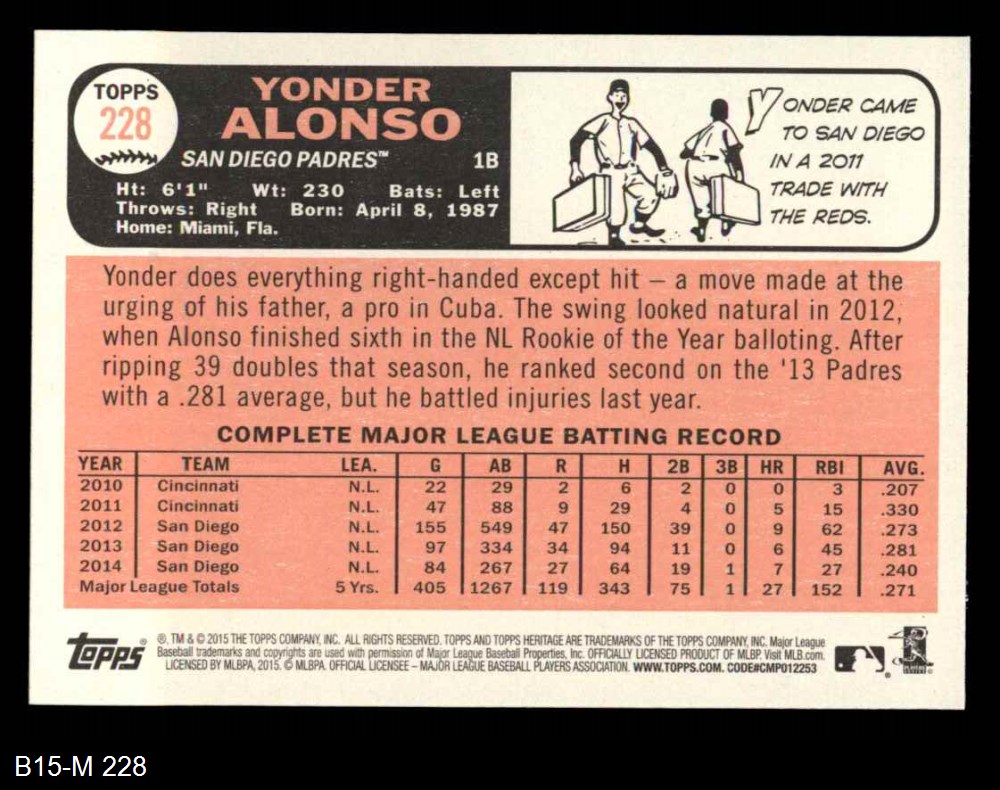 TOPPS
228
YONDER
ALONSO
SAN DIEGO PADRES™ 1B
Ht: 6'1" Wt: 230 Bats: Left
Throws: Right Born: April 8, 1987
Home: Miami, Fla.
YONDER CAME
TO SAN DIEGO
IN A 2011
TRADE WITH
THE REDS.
Yonder does everything right-handed except hit – a move made at the
urging of his father, a pro in Cuba. The swing looked natural in 2012,
when Alonso finished sixth in the NL Rookie of the Year balloting. After
ripping 39 doubles that season, he ranked second on the '13 Padres
with a .281 average, but he battled injuries last year.
COMPLETE MAJOR LEAGUE BATTING RECORD
YEAR TEAM LEA. G AB R H 2B 3B HR RBI AVG.
2010 Cincinnati N.L. 22 29 2 6 2 0 0 3 .207
2011 Cincinnati N.L. 47 88 9 29 4 0 5 15 .330
2012 San Diego N.L. 155 549 47 150 39 0 9 62 .273
2013 San Diego N.L. 97 334 34 94 11 0 6 45 .281
2014 San Diego N.L. 84 267 27 64 19 1 7 27 .240
Major League Totals 5 Yrs. 405 1267 119 343 75 1 27 152 .271
Topps®
®, TM & © 2015 THE TOPPS COMPANY, INC. ALL RIGHTS RESERVED. TOPPS AND TOPPS HERITAGE ARE TRADEMARKS OF THE TOPPS COMPANY, INC. Major League
Baseball trademarks and copyrights are used with permission of Major League Baseball Properties, Inc. OFFICIALLY LICENSED PRODUCT OF MLBP. Visit MLB.com.
LICENSED BY MLBPA, 2015. © MLBPA. OFFICIAL LICENSEE – MAJOR LEAGUE BASEBALL PLAYERS ASSOCIATION. WWW.TOPPS.COM. CODE#CMP012253
B15-M 228